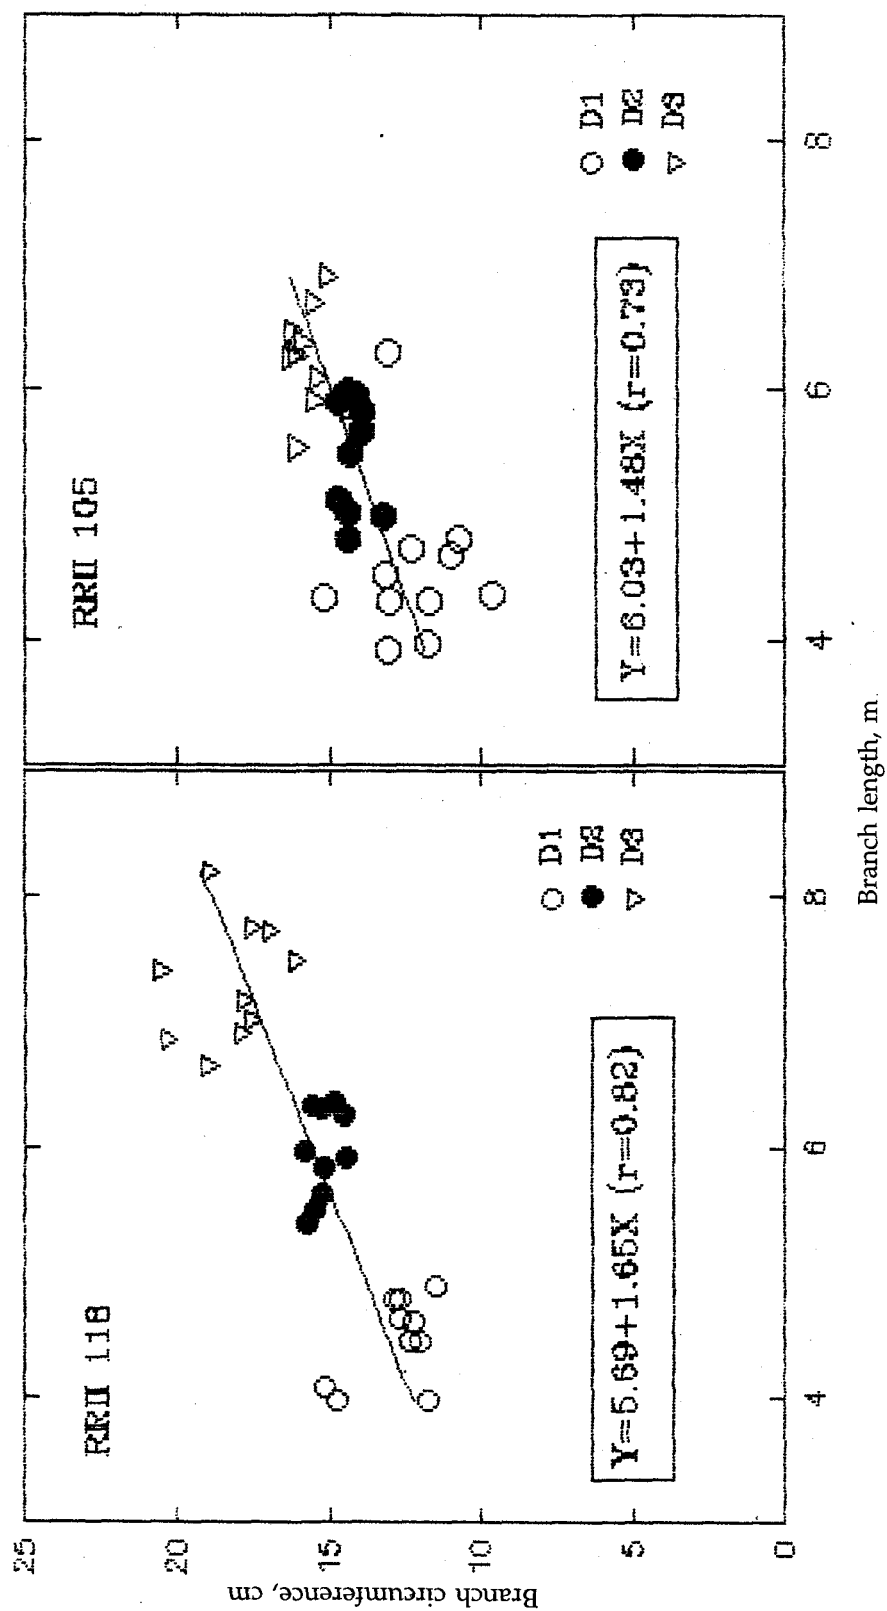 RRII 118
RRII 105
25
20
15
10
5
0
Branch circumference, cm
D1
D2
D3
Y=5.69+1.65X (r=0.82)
D1
D2
D3
Y=6.03+1.48X (r=0.73)
4
6
8
4
6
8
Branch length, m